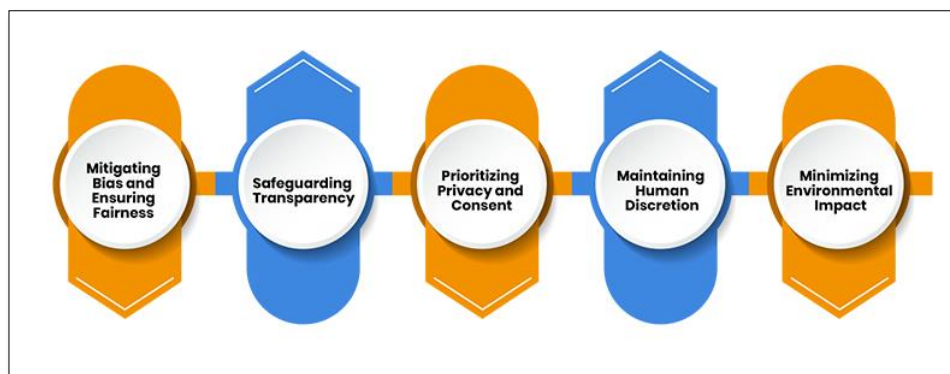 Mitigating
Bias and
Ensuring
Fairness
Safeguarding
Transparency
Prioritizing
Privacy and
Consent
Maintaining
Human
Discretion
Minimizing
Environmental
Impact